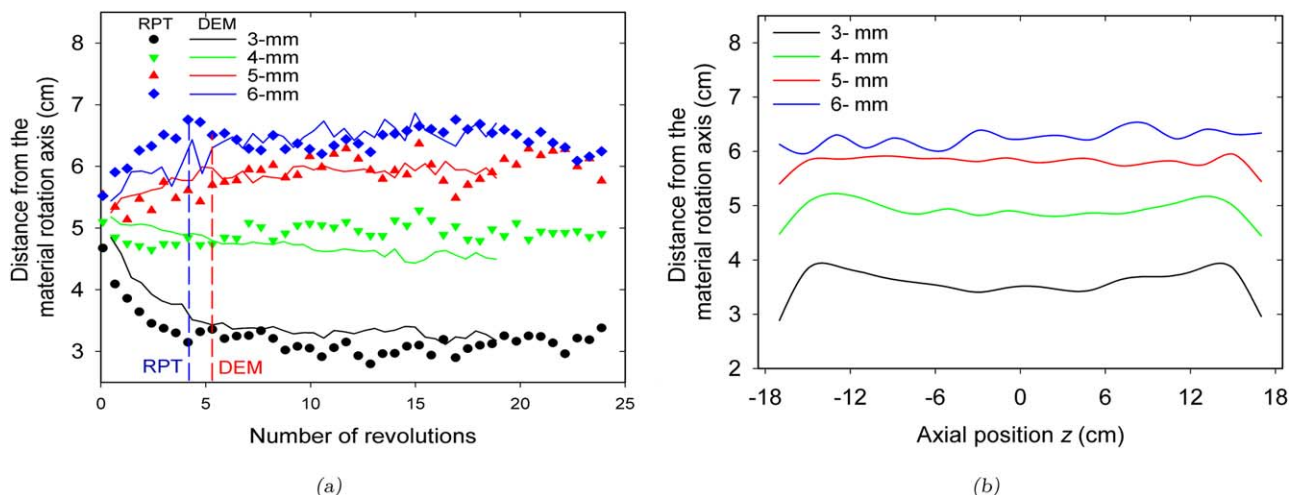 RPT DEM
3-mm
4-mm
5-mm
6-mm
8
7
6
5
4
3
Distance from the
material rotation axis (cm)
RPT
DEM
0 5 10 15 20 25
Number of revolutions
(a)
3- mm
4- mm
5- mm
6- mm
8
7
6
5
4
3
2
Distance from the
material rotation axis (cm)
-18 -12 -6 0 6 12 18
Axial position z (cm)
(b)